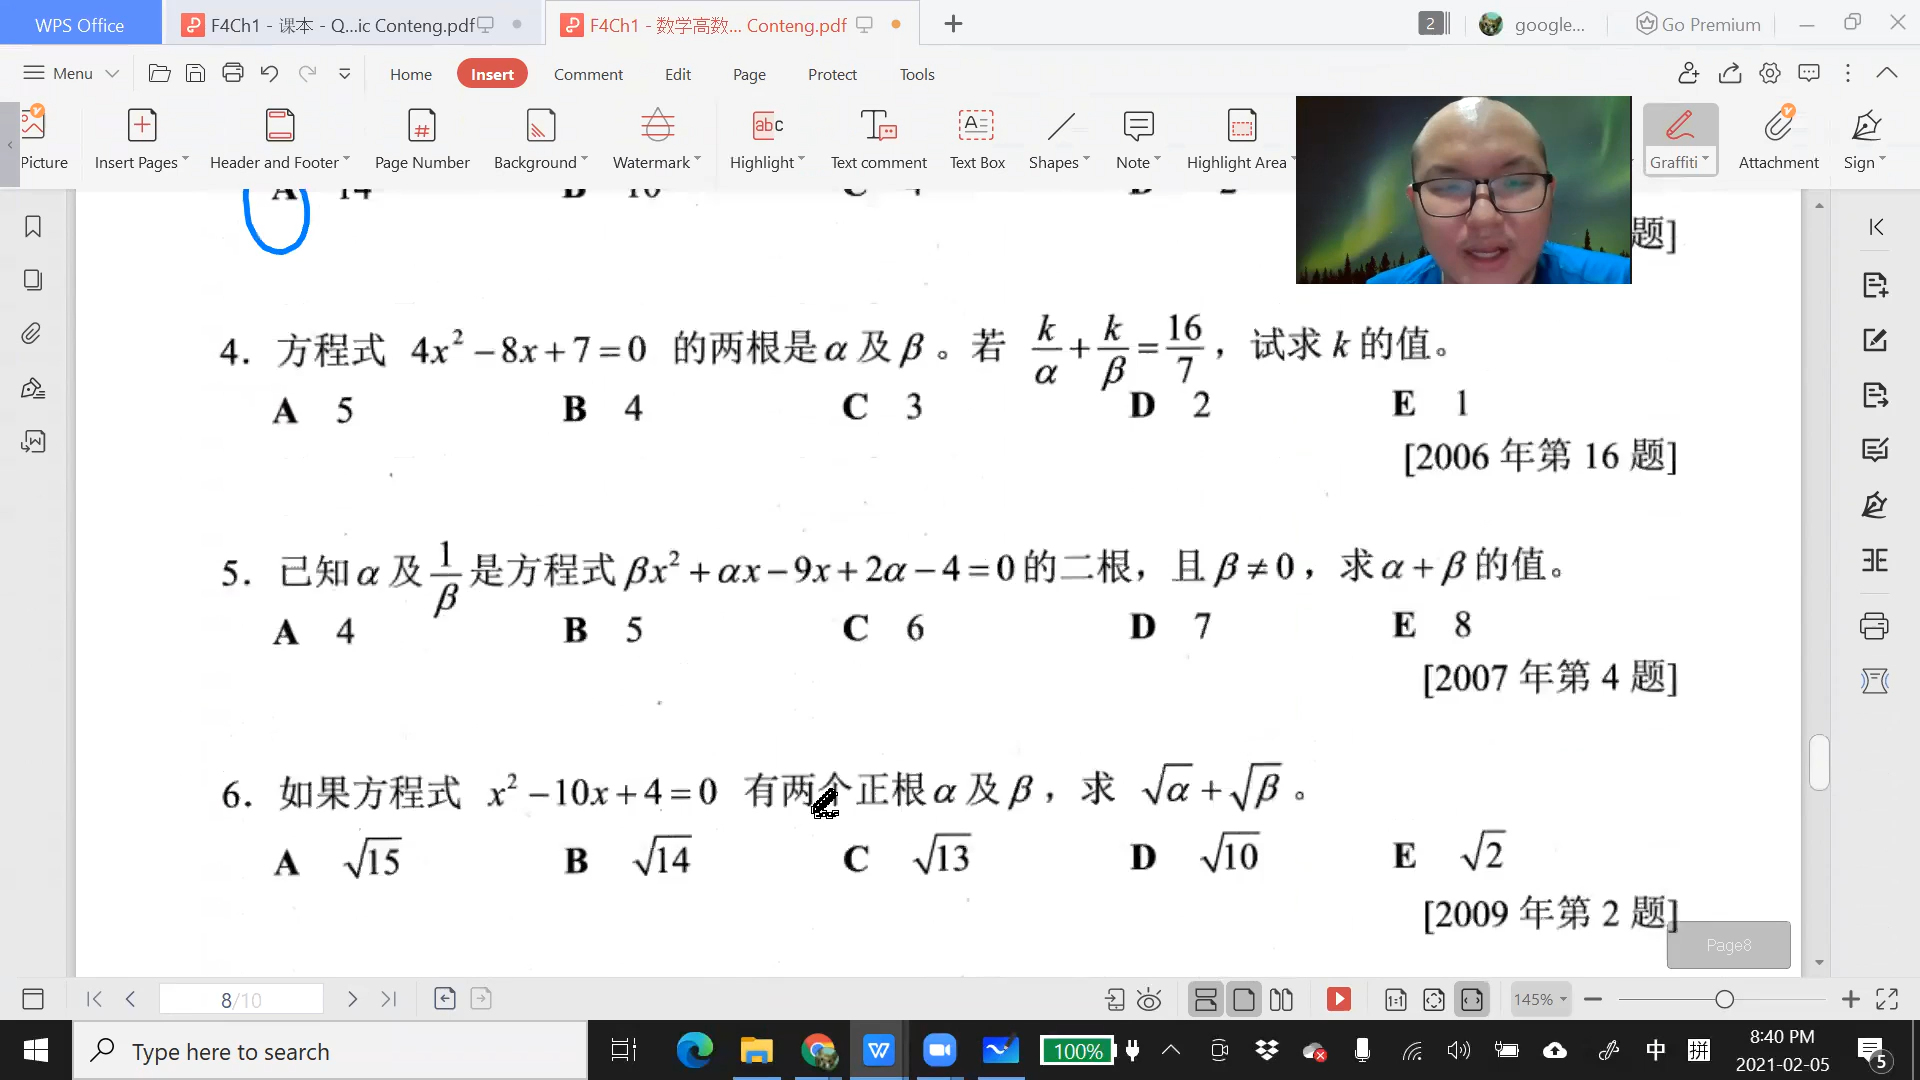 WPS Office
F4Ch1 - 课本 - Q...ic Conteng.pdf
F4Ch1 - 数学高数... Conteng.pdf
2
google...
Go Premium
Menu
Home
Insert
Comment
Edit
Page
Protect
Tools
Picture
Insert Pages
Header and Footer
Page Number
Background
Watermark
Highlight
Text comment
Text Box
Shapes
Note
Highlight Area
Graffiti
Attachment
Sign
A 14 B 10
题]
4. 方程式 4x² − 8x + 7 = 0 的两根是 α 及 β 。若 k/α + k/β = 16/7 ，试求 k 的值。
A 5 B 4 C 3 D 2 E 1
[2006 年第 16 题]
5. 已知 α 及 1/β 是方程式 βx² + αx − 9x + 2α − 4 = 0 的二根，且 β ≠ 0 ，求 α + β 的值。
A 4 B 5 C 6 D 7 E 8
[2007 年第 4 题]
6. 如果方程式 x² − 10x + 4 = 0 有两个正根 α 及 β ，求 √α + √β 。
A √15 B √14 C √13 D √10 E √2
[2009 年第 2 题]
Page8
8/10
1:1
145%
Type here to search
100%
中
拼
8:40 PM
2021-02-05
5